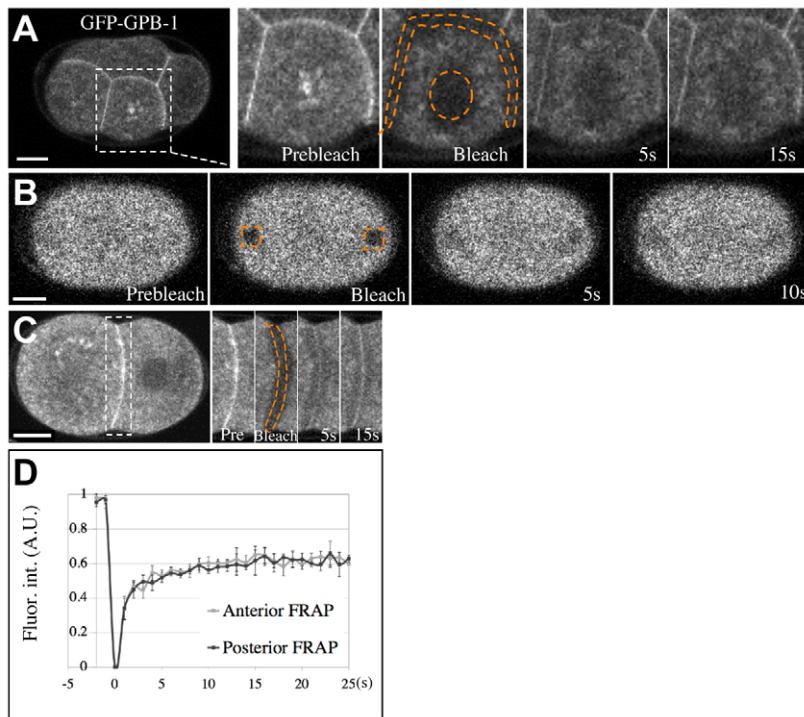 A
GFP-GPB-1
Prebleach
Bleach
5s
15s
B
Prebleach
Bleach
5s
10s
C
Pre
Bleach
5s
15s
D
Fluor. int. (A.U.)
1
0.8
0.6
0.4
0.2
0
-5 0 5 10 15 20 25(s)
Anterior FRAP
Posterior FRAP